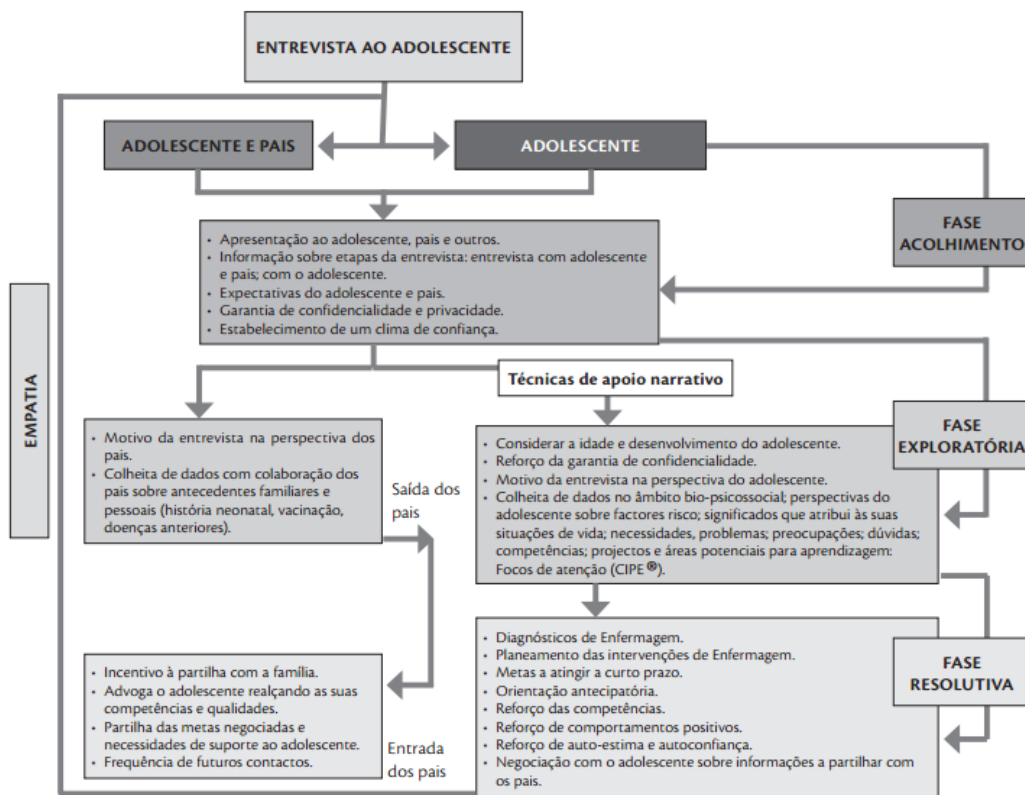 ENTREVISTA AO ADOLESCENTE
ADOLESCENTE E PAIS
ADOLESCENTE
FASE
ACOLHIMENTO
• Apresentação ao adolescente, pais e outros.
• Informação sobre etapas da entrevista: entrevista com adolescente
e pais; com o adolescente.
• Expectativas do adolescente e pais.
• Garantia de confidencialidade e privacidade.
• Estabelecimento de um clima de confiança.
EMPATIA
Técnicas de apoio narrativo
FASE
EXPLORATÓRIA
• Motivo da entrevista na perspectiva dos
pais.
• Colheita de dados com colaboração dos
pais sobre antecedentes familiares e
pessoais (história neonatal, vacinação,
doenças anteriores).
Saída dos
pais
• Considerar a idade e desenvolvimento do adolescente.
• Reforço da garantia de confidencialidade.
• Motivo da entrevista na perspectiva do adolescente.
• Colheita de dados no âmbito bio-psicossocial; perspectivas do
adolescente sobre factores risco; significados que atribui às suas
situações de vida; necessidades, problemas; preocupações; dúvidas;
competências; projectos e áreas potenciais para aprendizagem:
Focos de atenção (CIPE®).
• Incentivo à partilha com a família.
• Advoga o adolescente realçando as suas
competências e qualidades.
• Partilha das metas negociadas e
necessidades de suporte ao adolescente.
• Frequência de futuros contactos.
Entrada
dos pais
• Diagnósticos de Enfermagem.
• Planeamento das intervenções de Enfermagem.
• Metas a atingir a curto prazo.
• Orientação antecipatória.
• Reforço das competências.
• Reforço de comportamentos positivos.
• Reforço de auto-estima e autoconfiança.
• Negociação com o adolescente sobre informações a partilhar com
os pais.
FASE
RESOLUTIVA